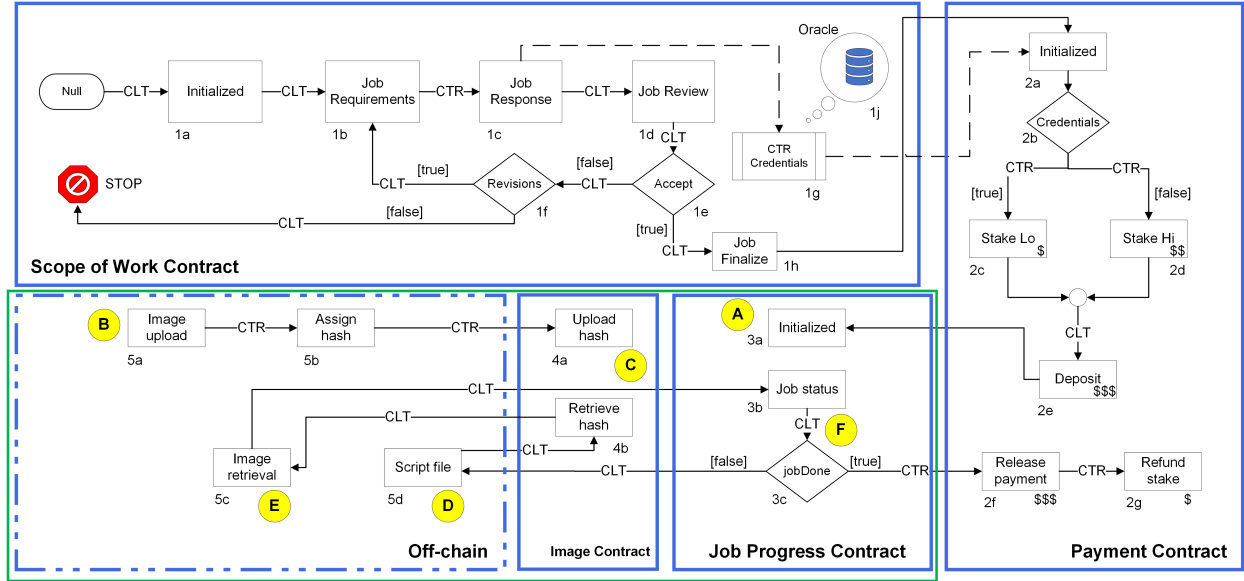 Null
CLT
Initialized
1a
CLT
Job
Requirements
1b
CTR
Job
Response
1c
CLT
Job Review
1d
CLT
Oracle
1j
CTR
Credentials
1g
[true]
CLT
Revisions
1f
[false]
CLT
Accept
1e
STOP
CLT
[false]
[true]
CLT
Job
Finalize
1h
Scope of Work Contract
Initialized
2a
Credentials
2b
CTR
CTR
[true]
[false]
Stake Lo
$
2c
Stake Hi
$$
2d
CLT
Deposit
$$$
2e
Release
payment
2f
$$$
CTR
Refund
stake
2g
$
Payment Contract
B
Image
upload
5a
CTR
Assign
hash
5b
CTR
Upload
hash
4a
C
A
Initialized
3a
CLT
Job status
3b
CLT
F
CLT
Retrieve
hash
4b
Image
retrieval
5c
E
Script file
5d
D
CLT
CLT
[false]
jobDone
3c
[true]
CTR
Off-chain
Image Contract
Job Progress Contract